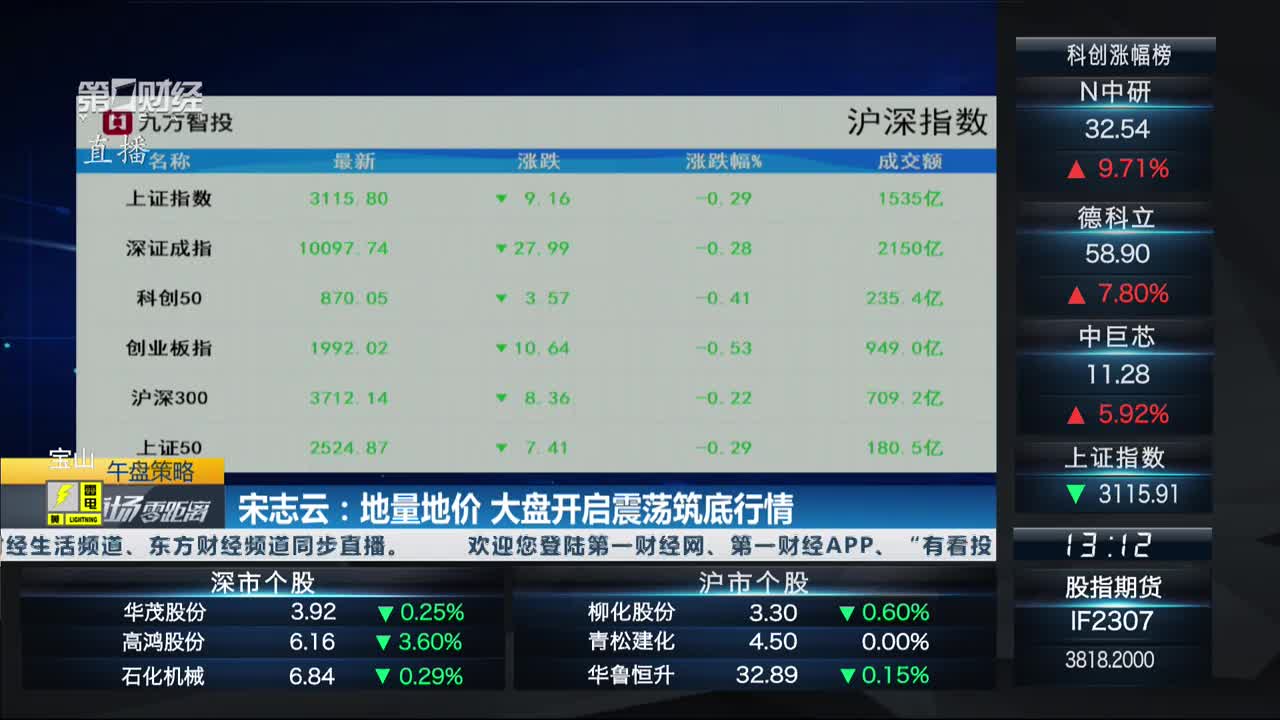 第一财经
直播
九方智投
沪深指数
名称 最新 涨跌 涨跌幅% 成交额
上证指数 3115.80 ▼ 9.16 -0.29 1535亿
深证成指 10097.74 ▼27.99 -0.28 2150亿
科创50 870.05 ▼ 3.57 -0.41 235.4亿
创业板指 1992.02 ▼10.64 -0.53 949.0亿
沪深300 3712.14 ▼ 8.36 -0.22 709.2亿
上证50 2524.87 ▼ 7.41 -0.29 180.5亿
宝山
午盘策略
雷电
黄 LIGHTNING
市场零距离
宋志云：地量地价 大盘开启震荡筑底行情
经生活频道、东方财经频道同步直播。 欢迎您登陆第一财经网、第一财经APP、“有看投
深市个股
华茂股份 3.92 ▼0.25%
高鸿股份 6.16 ▼3.60%
石化机械 6.84 ▼0.29%
沪市个股
柳化股份 3.30 ▼0.60%
青松建化 4.50 0.00%
华鲁恒升 32.89 ▼0.15%
科创涨幅榜
N中研
32.54
▲ 9.71%
德科立
58.90
▲ 7.80%
中巨芯
11.28
▲ 5.92%
上证指数
▼ 3115.91
13:12
股指期货
IF2307
3818.2000